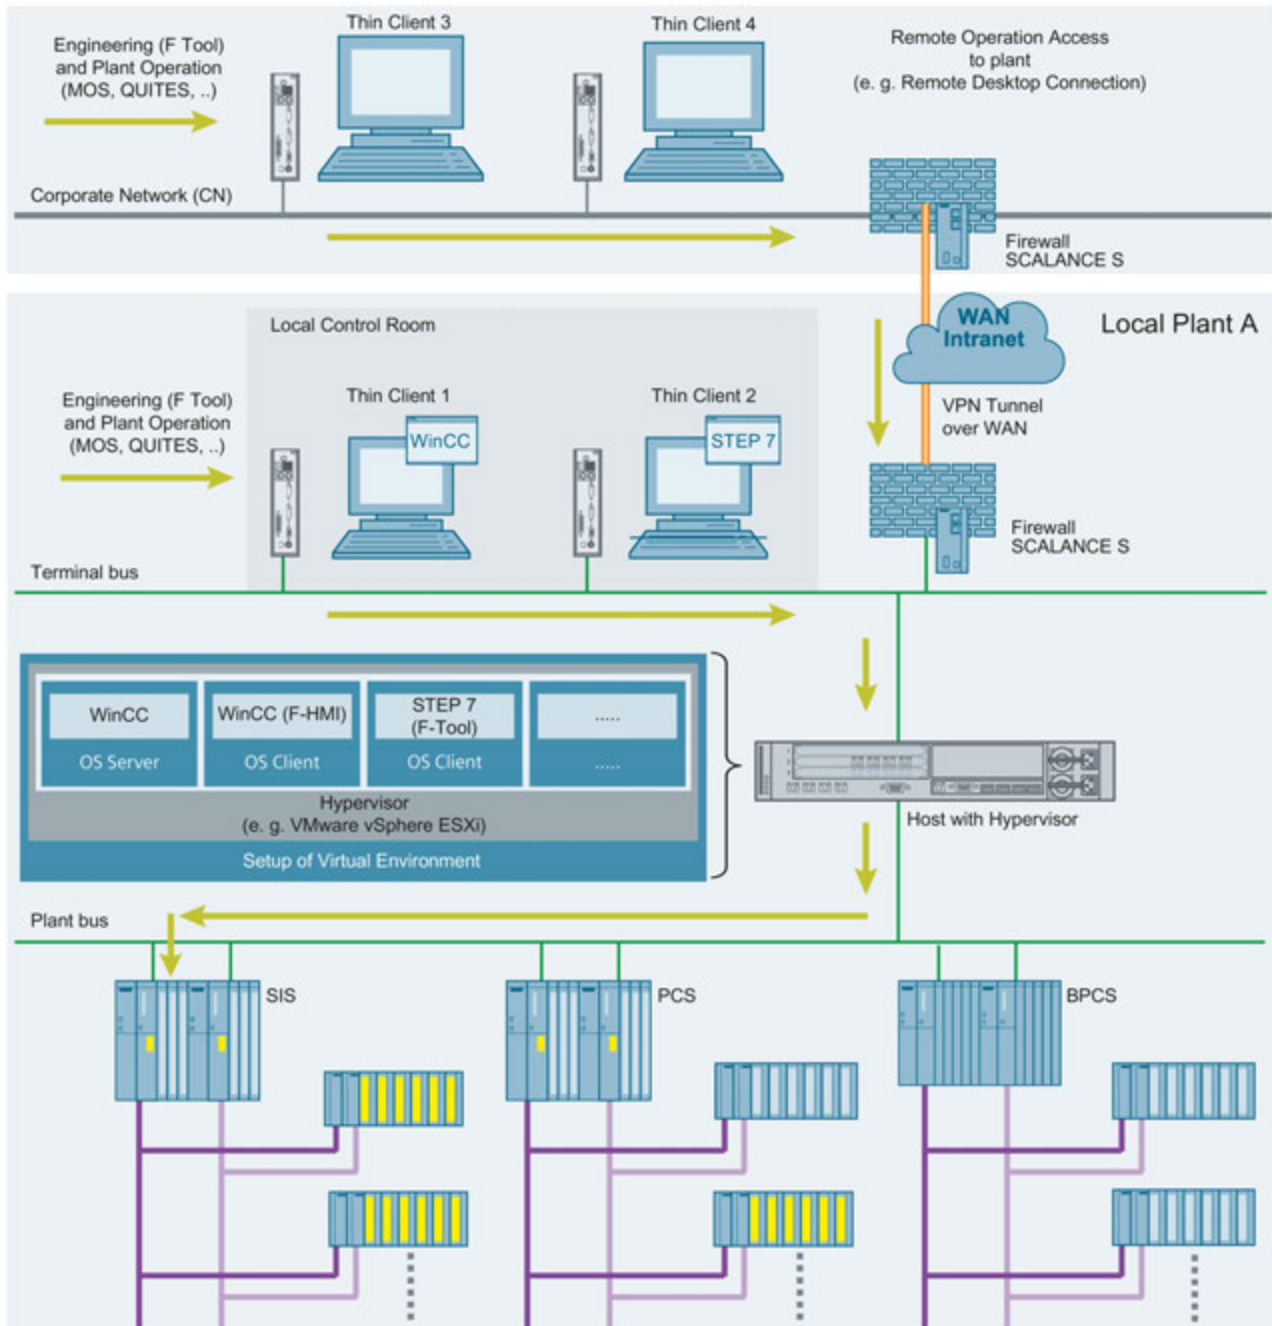 Thin Client 3
Thin Client 4
Engineering (F Tool)
and Plant Operation
(MOS, QUITES, ..)
Remote Operation Access
to plant
(e. g. Remote Desktop Connection)
Corporate Network (CN)
Firewall
SCALANCE S
Local Control Room
WAN
Intranet
Local Plant A
Engineering (F Tool)
and Plant Operation
(MOS, QUITES, ..)
Thin Client 1
Thin Client 2
WinCC
STEP 7
VPN Tunnel
over WAN
Firewall
SCALANCE S
Terminal bus
WinCC
OS Server
WinCC (F-HMI)
OS Client
STEP 7
(F-Tool)
OS Client
.....
.....
Hypervisor
(e. g. VMware vSphere ESXi)
Setup of Virtual Environment
Host with Hypervisor
Plant bus
SIS
PCS
BPCS